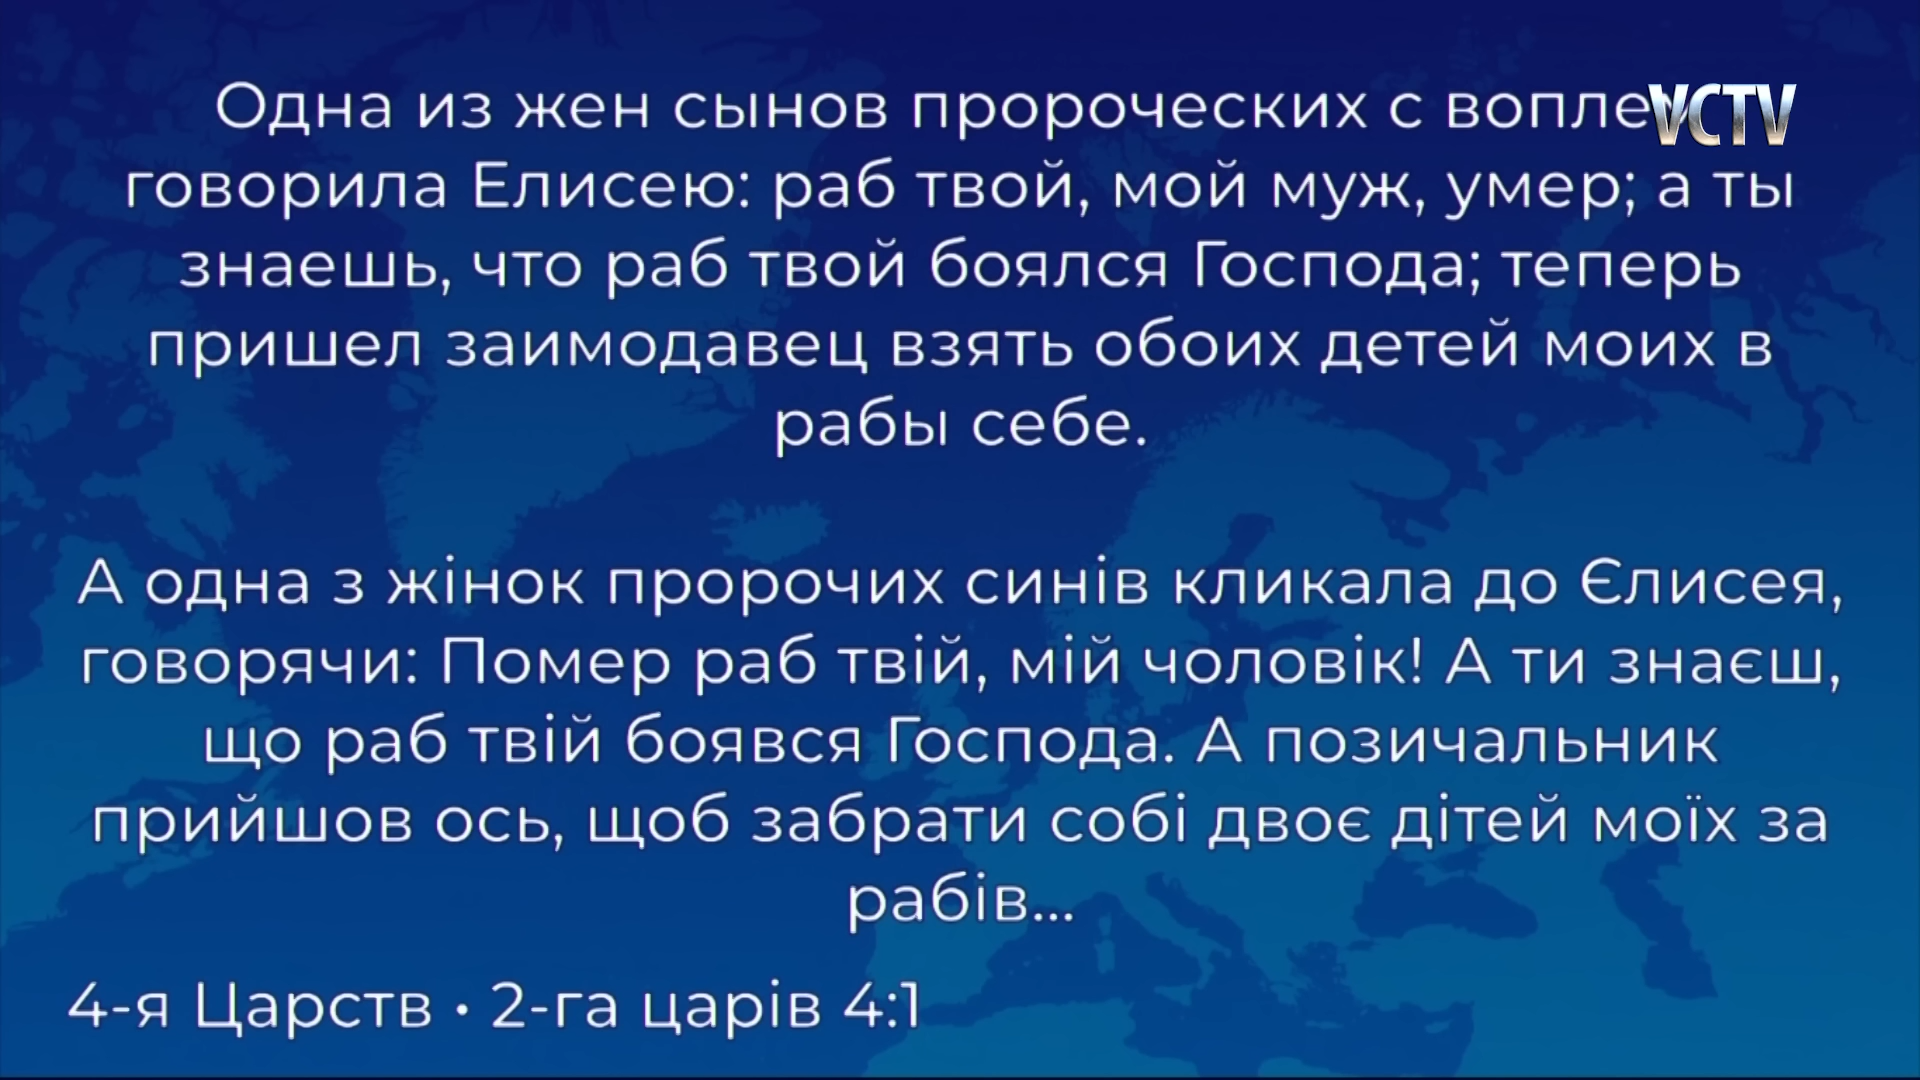 Одна из жен сынов пророческих с
VCTV
говорила Елисею: раб твой, мой муж, умер; а ты
знаешь, что раб твой боялся Господа; теперь
пришел заимодавец взять обоих детей моих в
рабы себе.
А одна з жінок пророчих синів кликала до Єлисея,
говорячи: Помер раб твій, мій чоловік! А ти знаєш,
що раб твій боявся Господа. А позичальник
прийшов ось, щоб забрати собі двоє дітей моїх за
рабів...
4-я Царств • 2-га царів 4:1